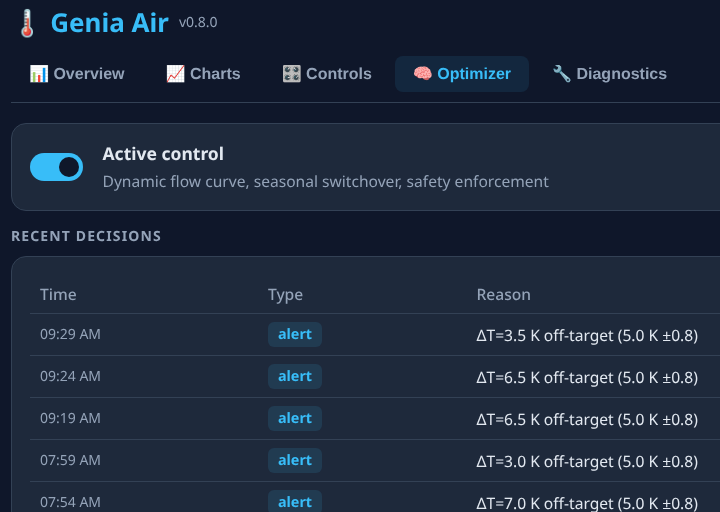 Genia Air v0.8.0
Overview Charts Controls Optimizer Diagnostics
Active control
Dynamic flow curve, seasonal switchover, safety enforcement
RECENT DECISIONS
Time Type Reason
09:29 AM alert ΔT=3.5 K off-target (5.0 K ±0.8)
09:24 AM alert ΔT=6.5 K off-target (5.0 K ±0.8)
09:19 AM alert ΔT=6.5 K off-target (5.0 K ±0.8)
07:59 AM alert ΔT=3.0 K off-target (5.0 K ±0.8)
07:54 AM alert ΔT=7.0 K off-target (5.0 K ±0.8)